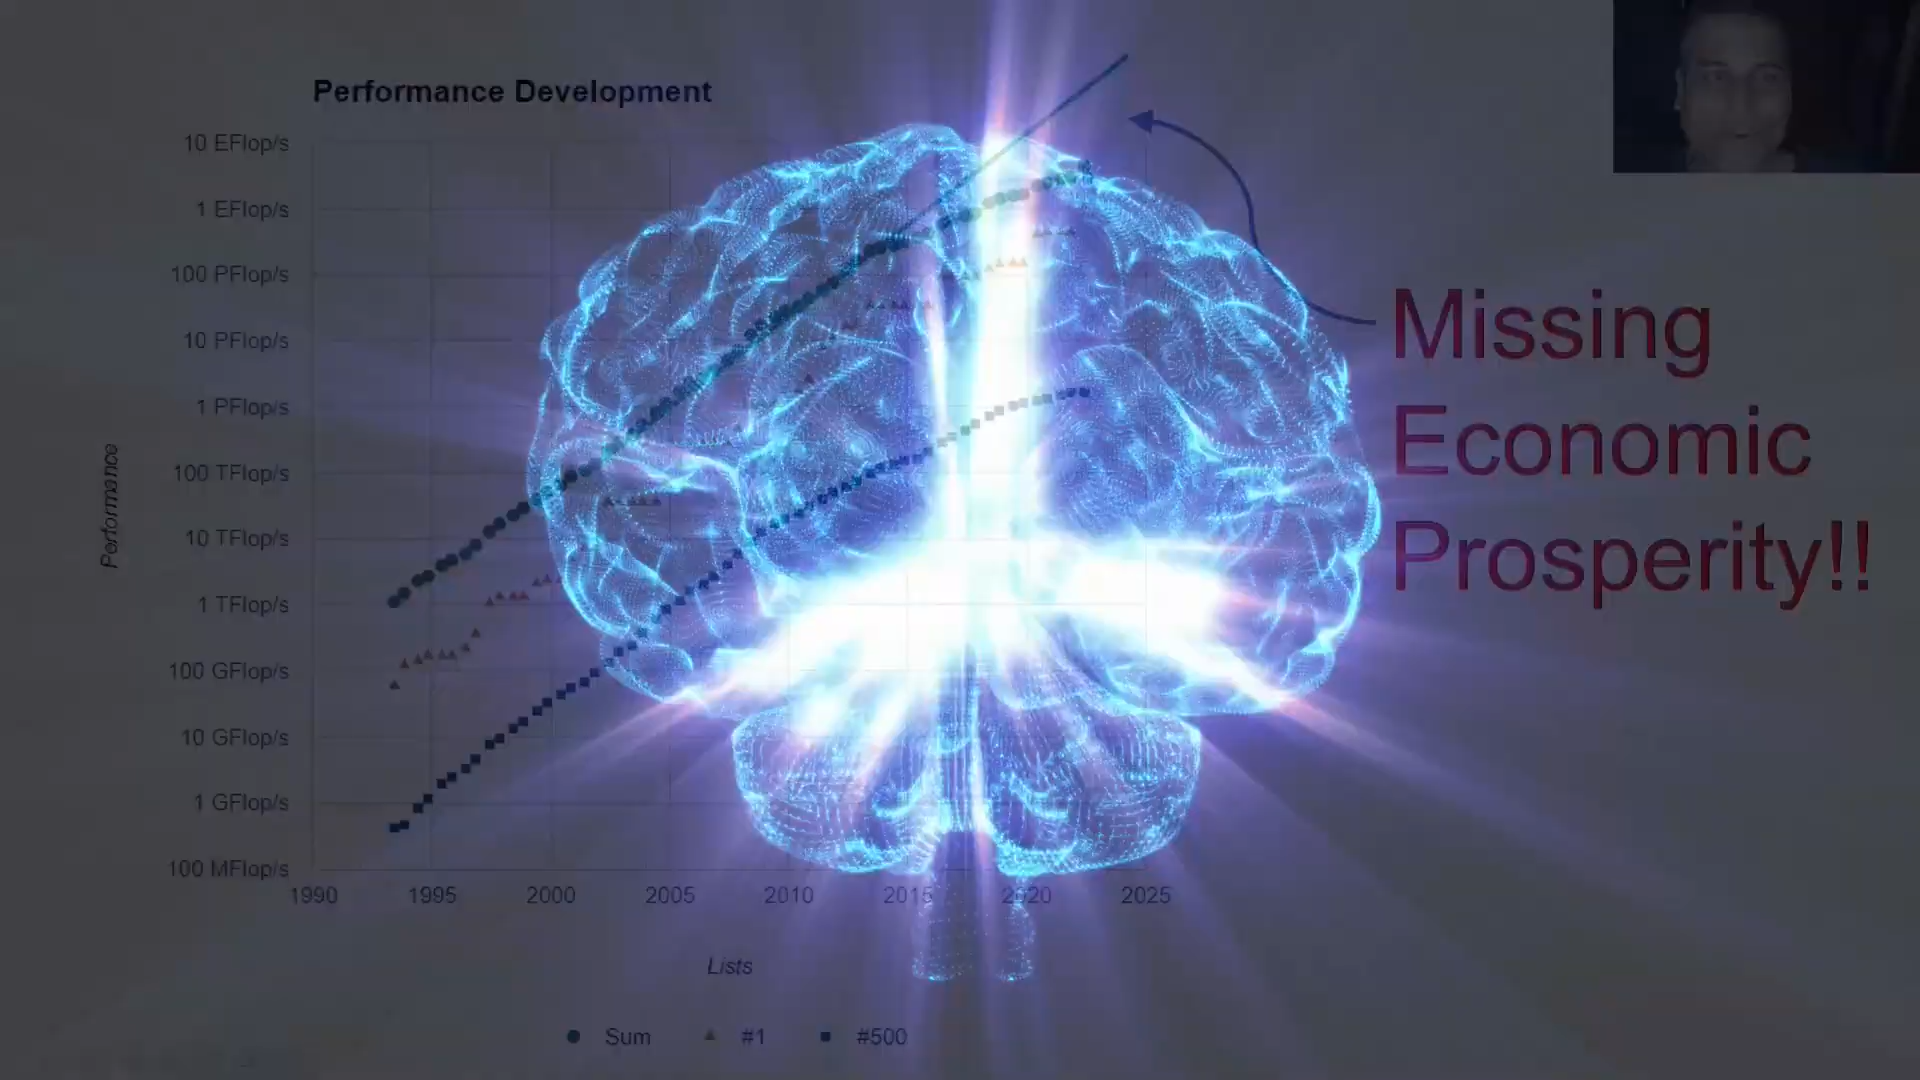 Performance Development
10 EFlop/s
1 EFlop/s
100 PFlop/s
10 PFlop/s
1 PFlop/s
100 TFlop/s
10 TFlop/s
1 TFlop/s
100 GFlop/s
10 GFlop/s
1 GFlop/s
100 MFlop/s
Performance
1990 1995 2000 2005 2010 2015 2020 2025
Lists
Sum #1 #500
Missing
Economic
Prosperity!!